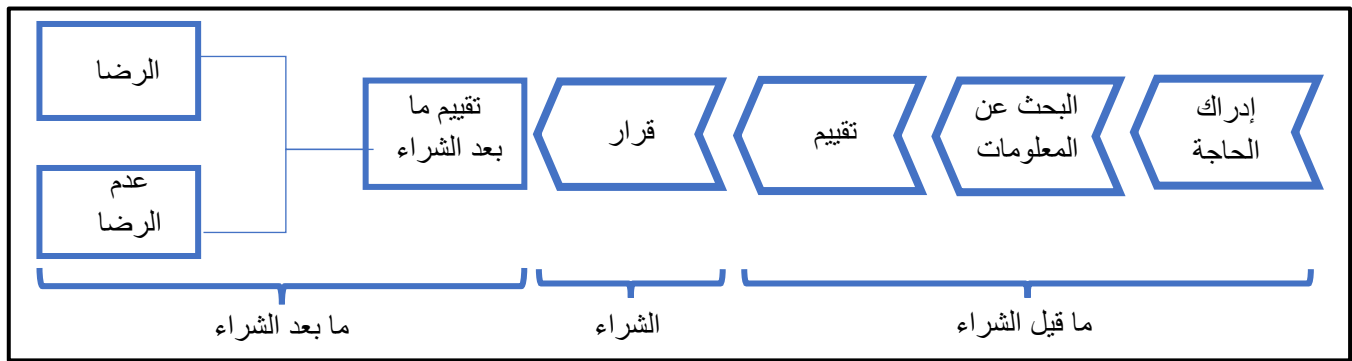 إدراك
الحاجة
البحث عن
المعلومات
تقييم
قرار
تقييم ما
بعد الشراء
الرضا
عدم
الرضا
ما قيل الشراء
الشراء
ما بعد الشراء